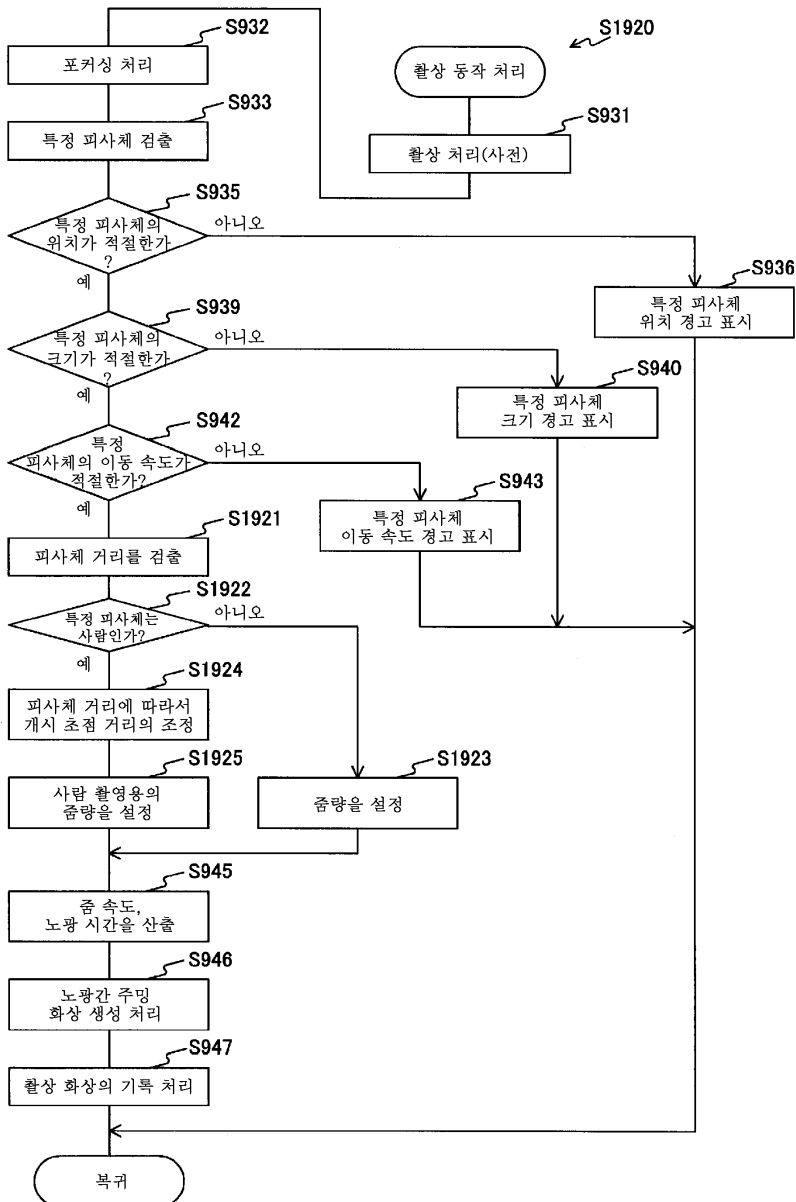 S1920
촬상 동작 처리
S931
촬상 처리(사전)
S932
포커싱 처리
S933
특정 피사체 검출
S935
특정 피사체의
위치가 적절한가
?
아니오
예
S936
특정 피사체
위치 경고 표시
S939
특정 피사체의
크기가 적절한가
?
아니오
예
S940
특정 피사체
크기 경고 표시
S942
특정
피사체의 이동 속도가
적절한가?
아니오
예
S943
특정 피사체
이동 속도 경고 표시
S1921
피사체 거리를 검출
S1922
특정 피사체는
사람인가?
아니오
예
S1924
피사체 거리에 따라서
개시 초점 거리의 조정
S1925
사람 촬영용의
줌량을 설정
S1923
줌량을 설정
S945
줌 속도,
노광 시간을 산출
S946
노광간 주밍
화상 생성 처리
S947
촬상 화상의 기록 처리
복귀